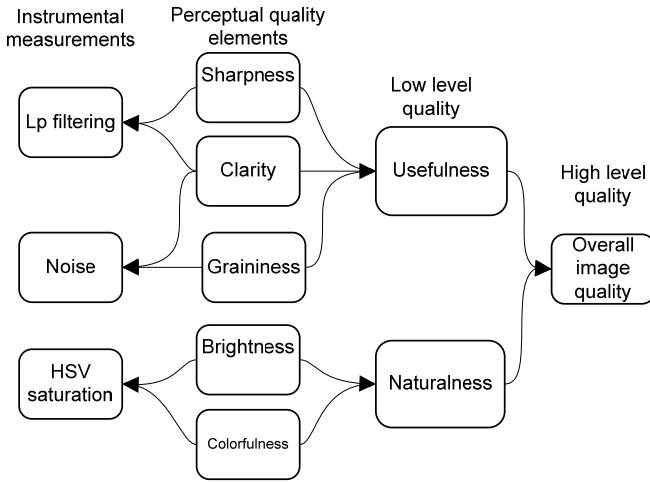 Instrumental
measurements
Perceptual quality
elements
Low level
quality
High level
quality
Lp filtering
Noise
HSV
saturation
Sharpness
Clarity
Graininess
Brightness
Colorfulness
Usefulness
Naturalness
Overall
image
quality